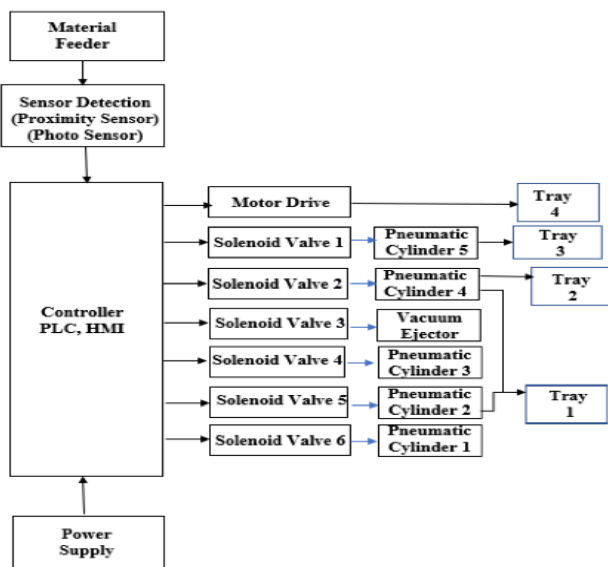 Material
Feeder
Sensor Detection
(Proximity Sensor)
(Photo Sensor)
Controller
PLC, HMI
Power
Supply
Motor Drive
Tray
4
Solenoid Valve 1
Pneumatic
Cylinder 5
Tray
3
Solenoid Valve 2
Pneumatic
Cylinder 4
Tray
2
Solenoid Valve 3
Vacuum
Ejector
Solenoid Valve 4
Pneumatic
Cylinder 3
Solenoid Valve 5
Pneumatic
Cylinder 2
Tray
1
Solenoid Valve 6
Pneumatic
Cylinder 1